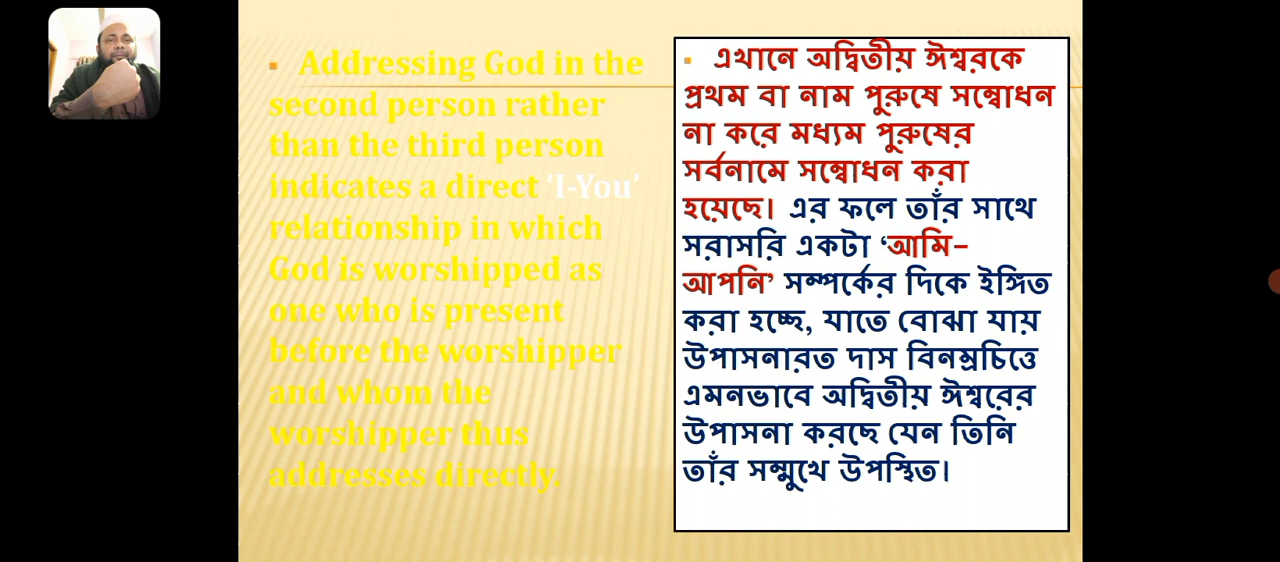 Addressing God in the
second person rather
than the third person
indicates a direct ‘I-You’
relationship in which
God is worshipped as
one who is present
before the worshipper
and whom the
worshipper thus
addresses directly.
এখানে অদ্বিতীয় ঈশ্বরকে
প্রথম বা নাম পুরুষে সম্বোধন
না করে মধ্যম পুরুষের
সর্বনামে সম্বোধন করা
হয়েছে। এর ফলে তাঁর সাথে
সরাসরি একটা ‘আমি–
আপনি’ সম্পর্কের দিকে ইঙ্গিত
করা হচ্ছে, যাতে বোঝা যায়
উপাসনারত দাস বিনম্রচিত্তে
এমনভাবে অদ্বিতীয় ঈশ্বরের
উপাসনা করছে যেন তিনি
তাঁর সম্মুখে উপস্থিত।